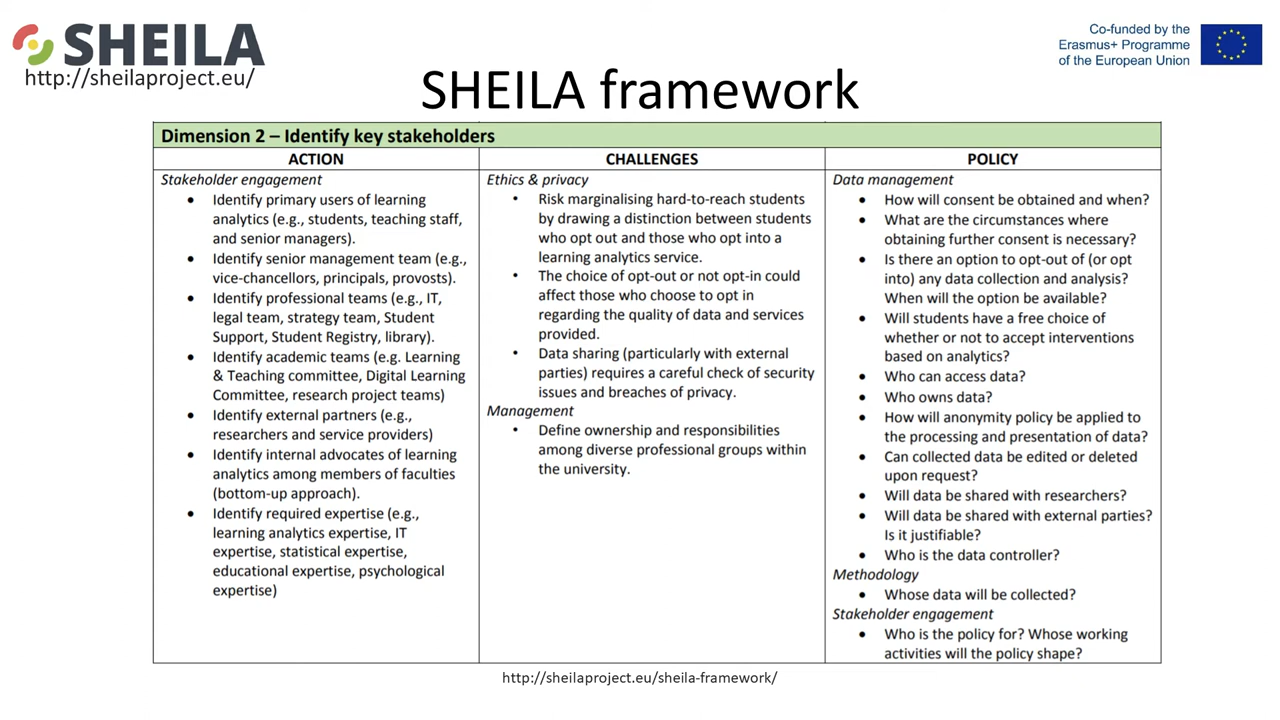 SHEILA
http://sheilaproject.eu/
Co-funded by the
Erasmus+ Programme
of the European Union
SHEILA framework
Dimension 2 – Identify key stakeholders
ACTION
Stakeholder engagement
• Identify primary users of learning
analytics (e.g., students, teaching staff,
and senior managers).
• Identify senior management team (e.g.,
vice-chancellors, principals, provosts).
• Identify professional teams (e.g., IT,
legal team, strategy team, Student
Support, Student Registry, library).
• Identify academic teams (e.g. Learning
& Teaching committee, Digital Learning
Committee, research project teams)
• Identify external partners (e.g.,
researchers and service providers)
• Identify internal advocates of learning
analytics among members of faculties
(bottom-up approach).
• Identify required expertise (e.g.,
learning analytics expertise, IT
expertise, statistical expertise,
educational expertise, psychological
expertise)
CHALLENGES
Ethics & privacy
• Risk marginalising hard-to-reach students
by drawing a distinction between students
who opt out and those who opt into a
learning analytics service.
• The choice of opt-out or not opt-in could
affect those who choose to opt in
regarding the quality of data and services
provided.
• Data sharing (particularly with external
parties) requires a careful check of security
issues and breaches of privacy.
Management
• Define ownership and responsibilities
among diverse professional groups within
the university.
POLICY
Data management
• How will consent be obtained and when?
• What are the circumstances where
obtaining further consent is necessary?
• Is there an option to opt-out of (or opt
into) any data collection and analysis?
When will the option be available?
• Will students have a free choice of
whether or not to accept interventions
based on analytics?
• Who can access data?
• Who owns data?
• How will anonymity policy be applied to
the processing and presentation of data?
• Can collected data be edited or deleted
upon request?
• Will data be shared with researchers?
• Will data be shared with external parties?
Is it justifiable?
• Who is the data controller?
Methodology
• Whose data will be collected?
Stakeholder engagement
• Who is the policy for? Whose working
activities will the policy shape?
http://sheilaproject.eu/sheila-framework/